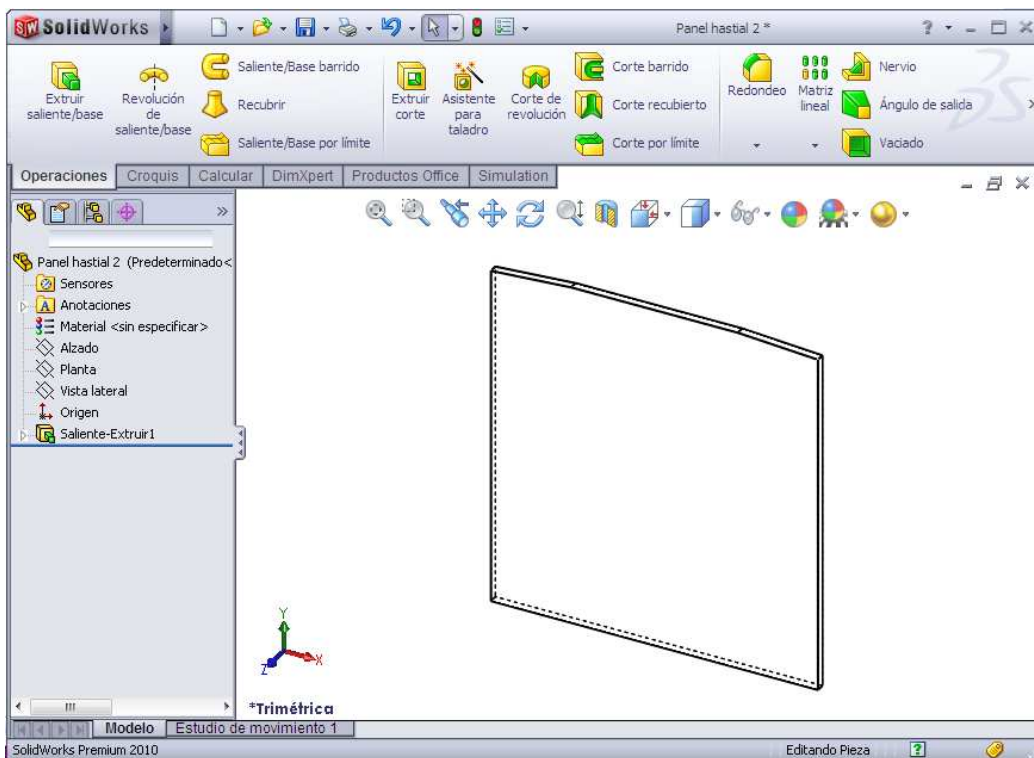 SolidWorks
Panel hastial 2 *
Extruir
saliente/base
Revolución
de
saliente/base
Saliente/Base barrido
Recubrir
Saliente/Base por límite
Extruir
corte
Asistente
para
taladro
Corte de
revolución
Corte barrido
Corte recubierto
Corte por límite
Redondeo
Matriz
lineal
Nervio
Ángulo de salida
Vaciado
Operaciones
Croquis
Calcular
DimXpert
Productos Office
Simulation
Panel hastial 2 (Predeterminado<
Sensores
Anotaciones
Material <sin especificar>
Alzado
Planta
Vista lateral
Origen
Saliente-Extruir1
Y
X
Z
*Trimétrica
Modelo
Estudio de movimiento 1
SolidWorks Premium 2010
Editando Pieza